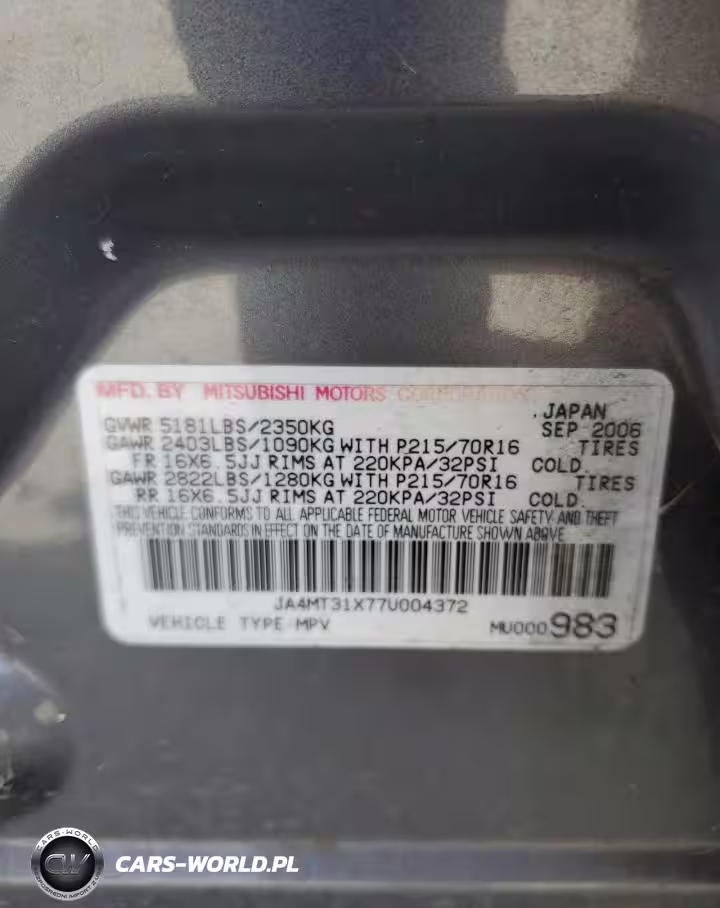 MFD. BY MITSUBISHI MOTORS CORPORATION
JAPAN
GVWR 5181LBS/2350KG SEP 2006
GAWR 2403LBS/1090KG WITH P215/70R16 TIRES
FR 16X6.5JJ RIMS AT 220KPA/32PSI COLD.
GAWR 2822LBS/1280KG WITH P215/70R16 TIRES
RR 16X6.5JJ RIMS AT 220KPA/32PSI COLD.
THIS VEHICLE CONFORMS TO ALL APPLICABLE FEDERAL MOTOR VEHICLE SAFETY AND THEFT
PREVENTION STANDARDS IN EFFECT ON THE DATE OF MANUFACTURE SHOWN ABOVE
JA4MT31X77U004372
VEHICLE TYPE MPV MU000983
CARS-WORLD
CW
CARS-WORLD.PL